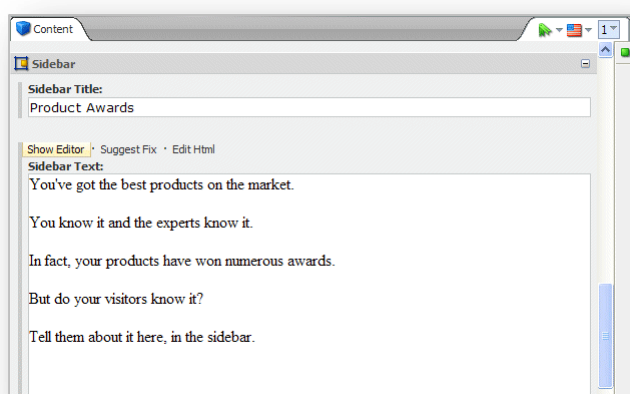 Content
1
Sidebar
Sidebar Title:
Product Awards
Show Editor · Suggest Fix · Edit Html
Sidebar Text:
You've got the best products on the market.
You know it and the experts know it.
In fact, your products have won numerous awards.
But do your visitors know it?
Tell them about it here, in the sidebar.